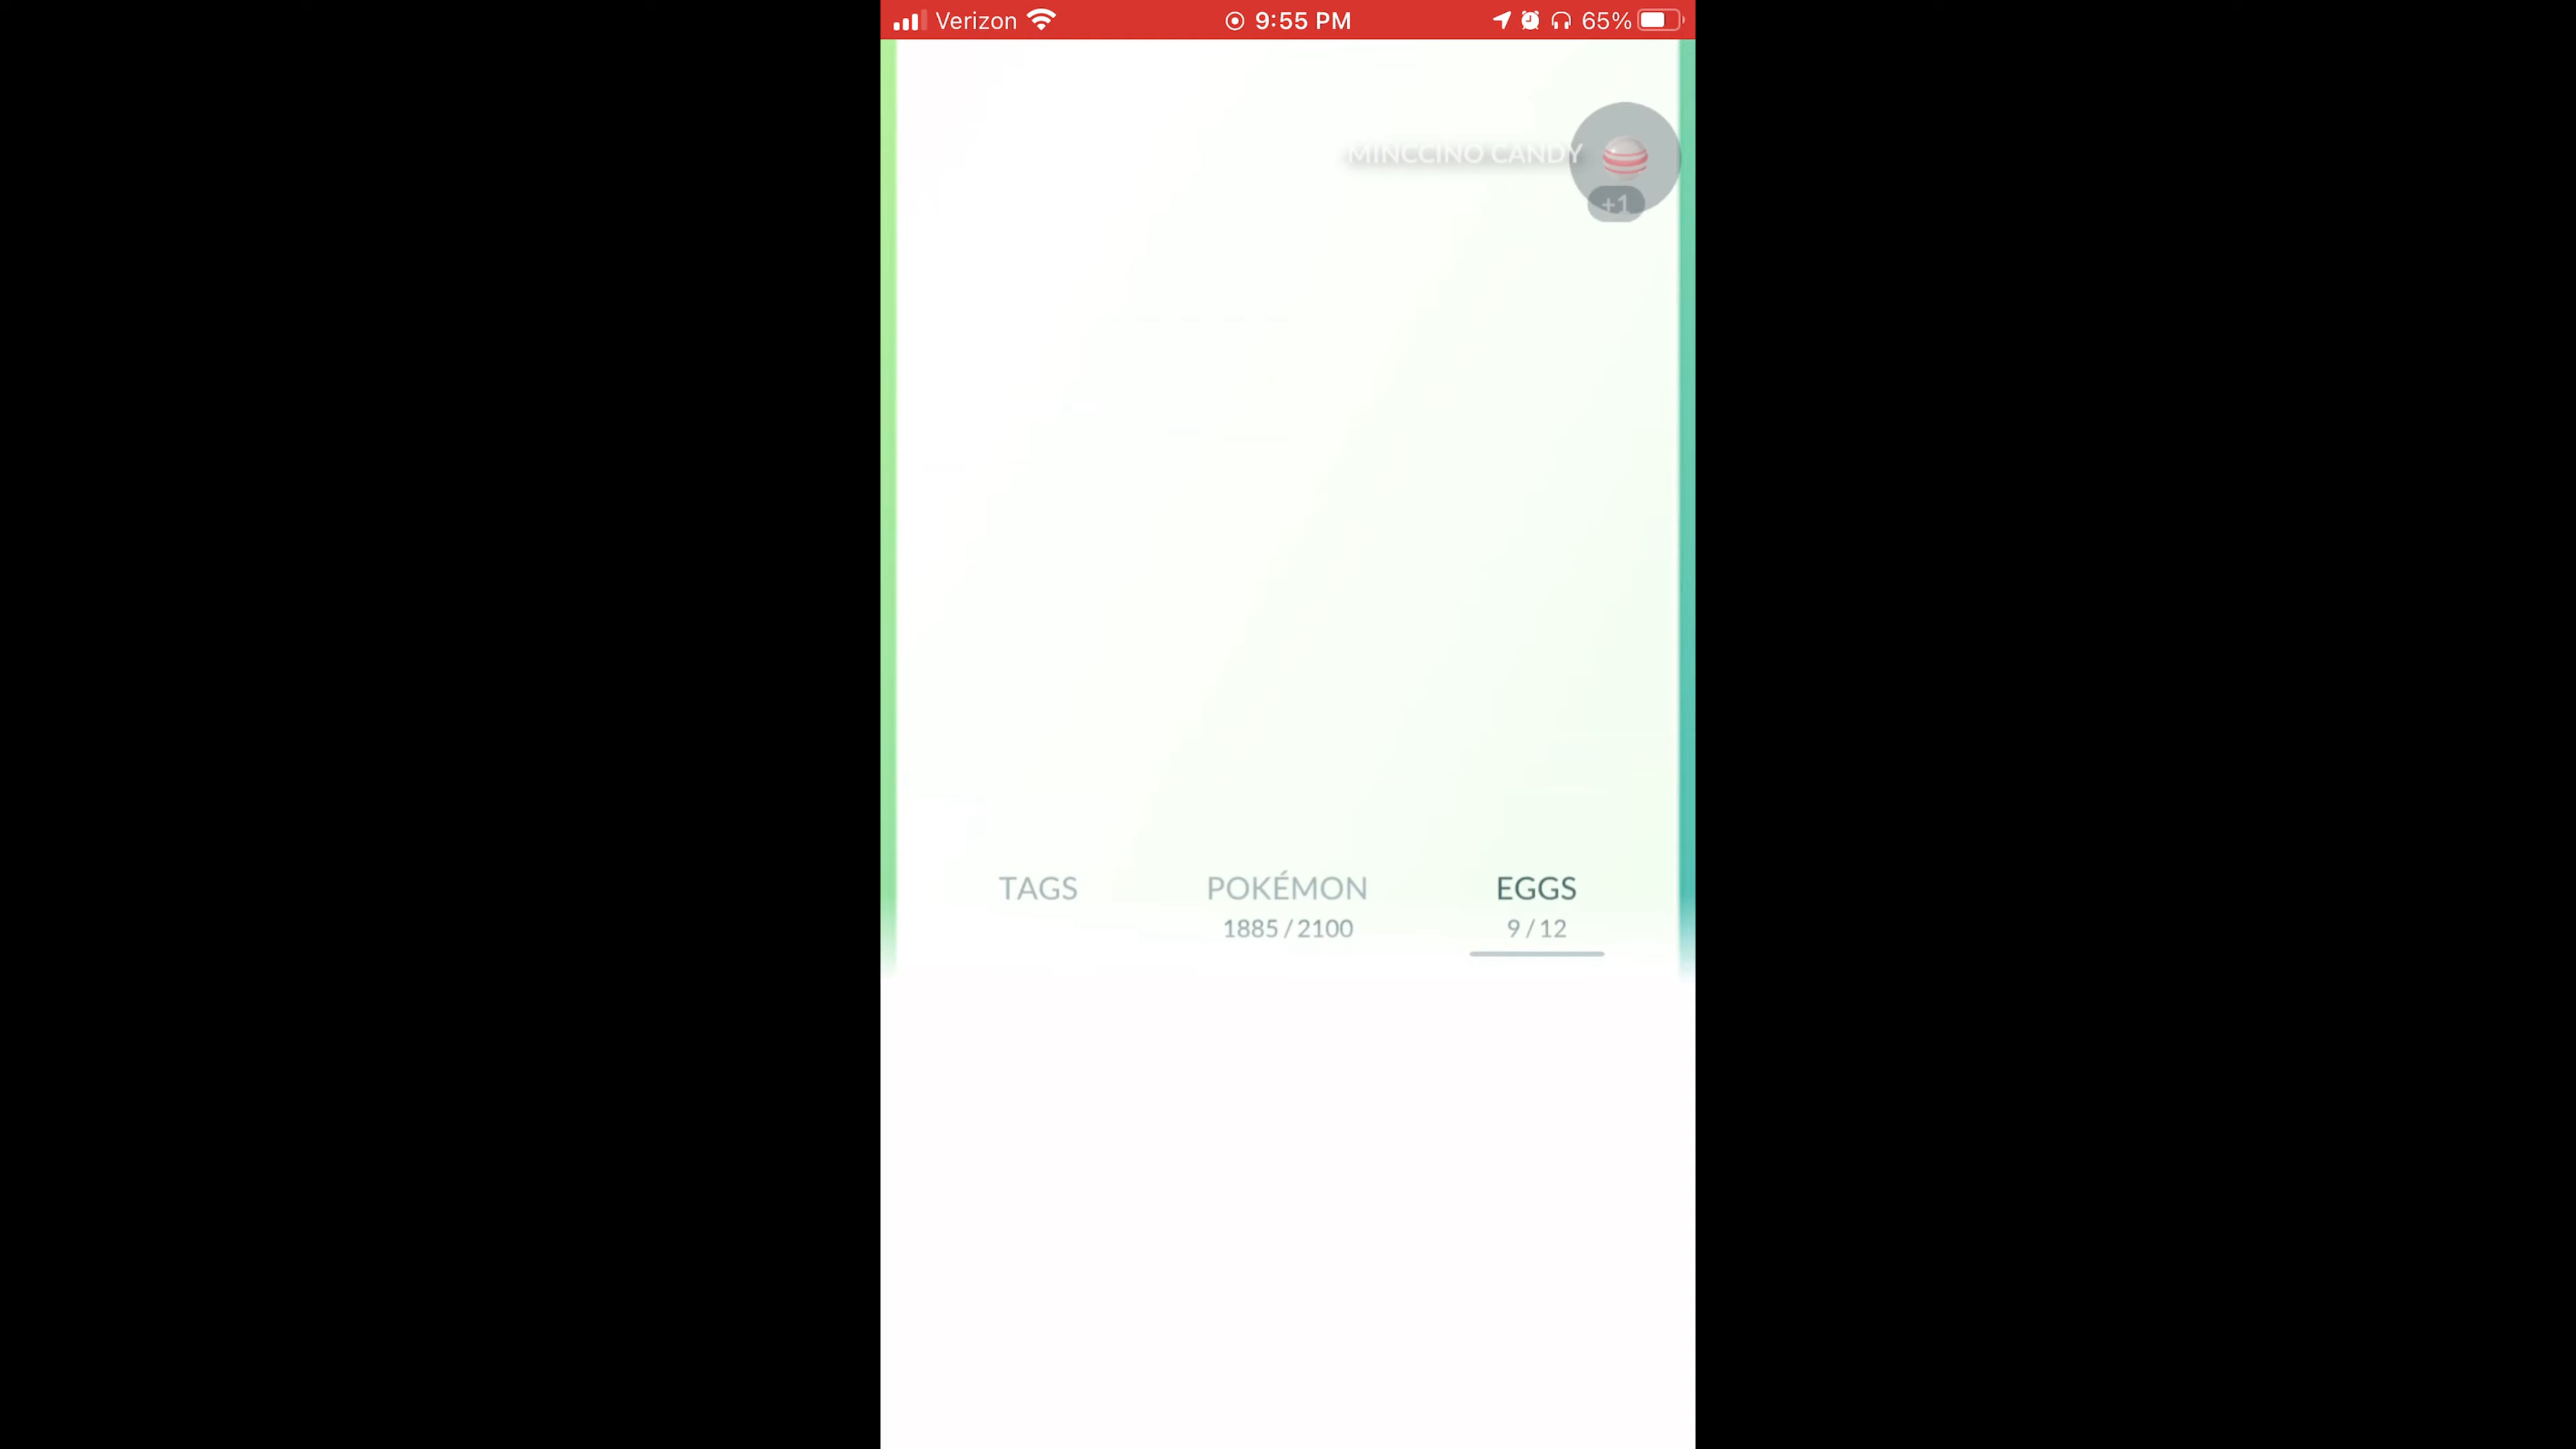 Verizon 9:55 PM 65%
MINCCINO CANDY
+1
TAGS POKÉMON EGGS
1885 / 2100 9 / 12